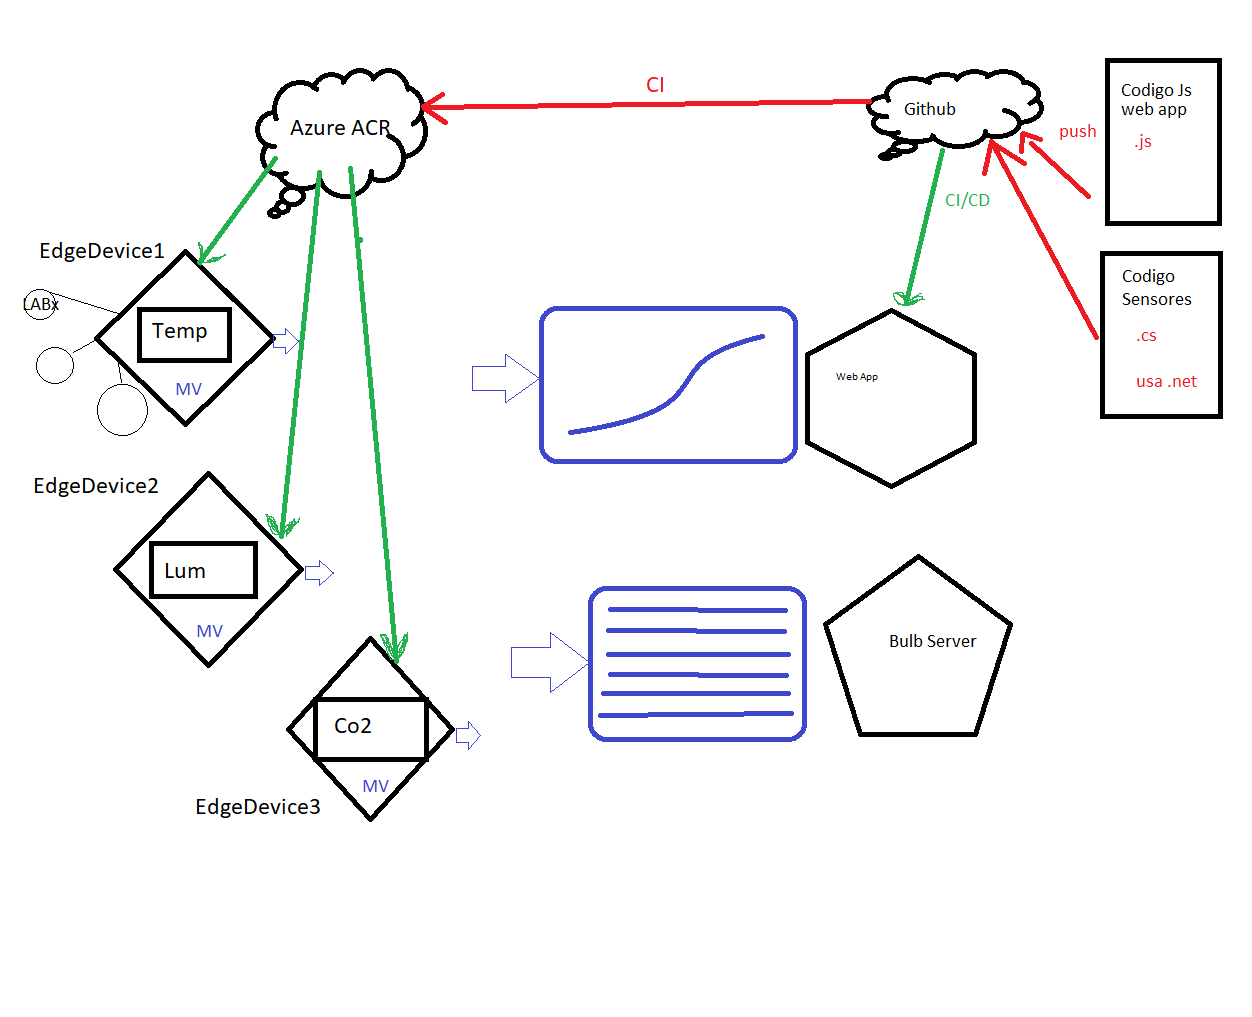 CI
Azure ACR
Github
push
Codigo Js
web app
.js
CI/CD
EdgeDevice1
LABx
Temp
MV
Codigo
Sensores
.cs
usa .net
Web App
EdgeDevice2
Lum
MV
Bulb Server
Co2
MV
EdgeDevice3